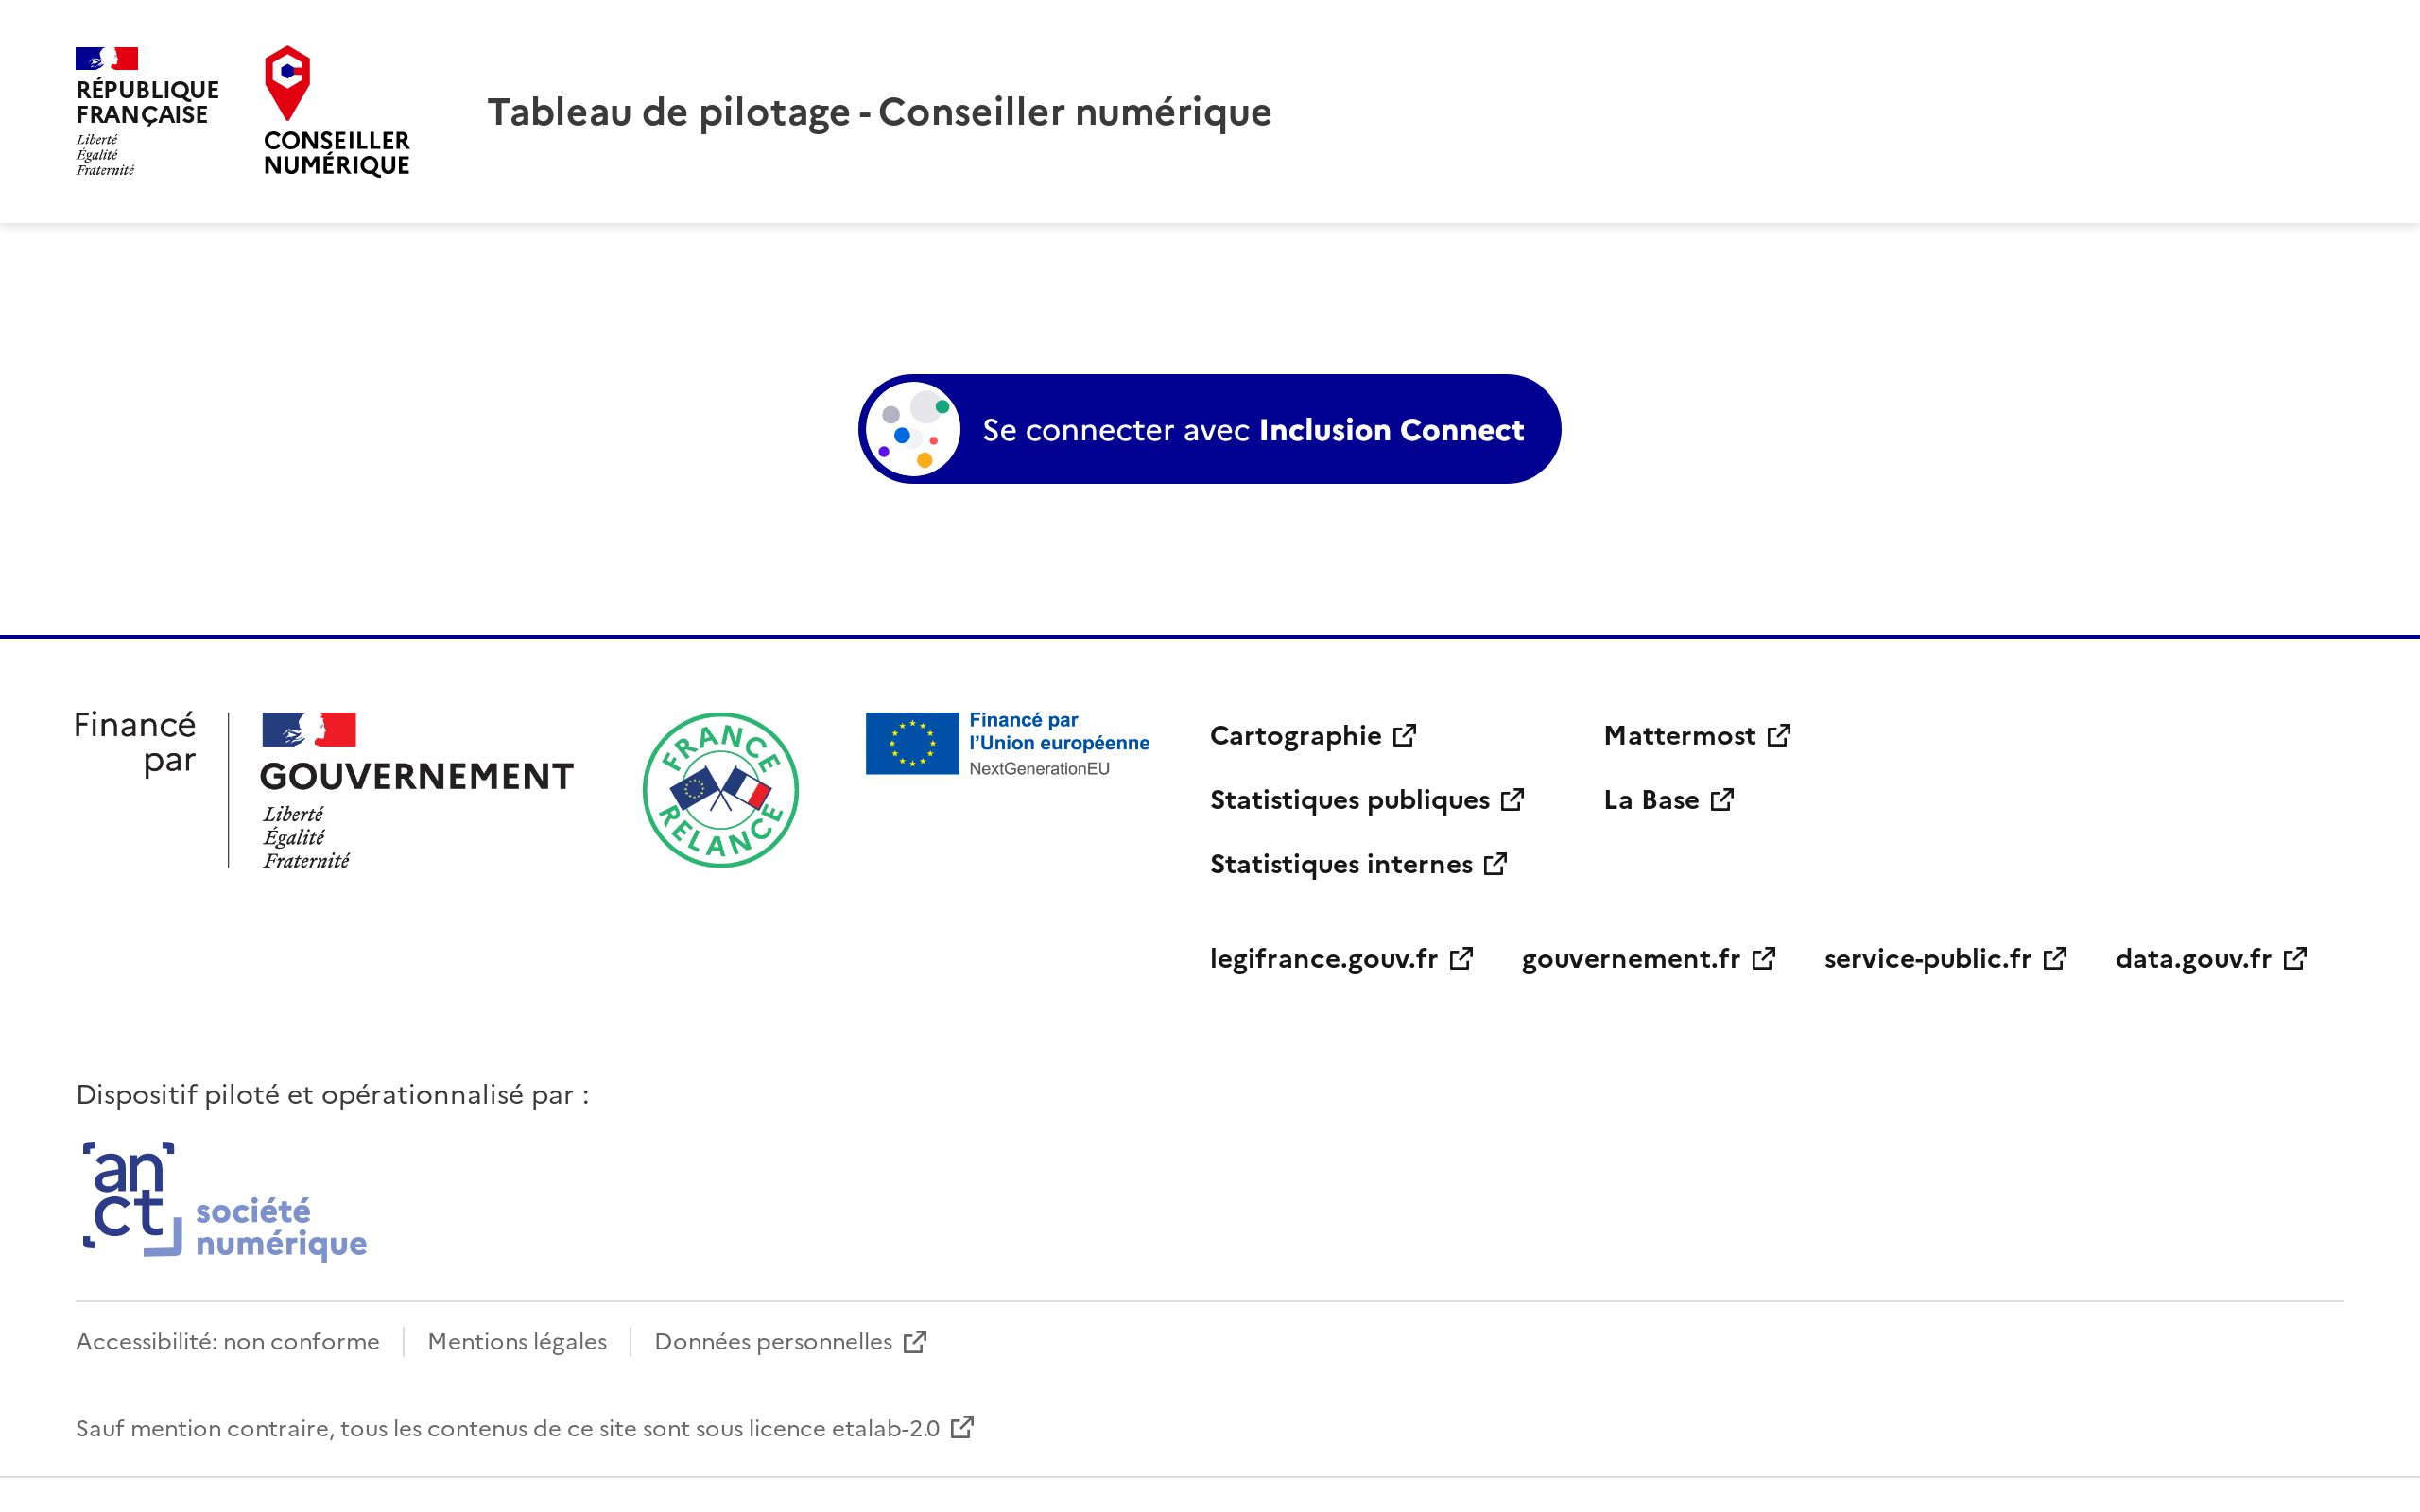 RÉPUBLIQUE
FRANÇAISE
Liberté
Égalité
Fraternité
CONSEILLER
NUMÉRIQUE
Tableau de pilotage - Conseiller numérique
Se connecter avec Inclusion Connect
Financé
par
GOUVERNEMENT
Liberté
Égalité
Fraternité
FRANCE
RELANCE
Financé par
l’Union européenne
NextGenerationEU
Cartographie
Mattermost
Statistiques publiques
La Base
Statistiques internes
legifrance.gouv.fr gouvernement.fr service-public.fr data.gouv.fr
Dispositif piloté et opérationnalisé par :
an
ct
société
numérique
Accessibilité: non conforme Mentions légales Données personnelles
Sauf mention contraire, tous les contenus de ce site sont sous licence etalab-2.0